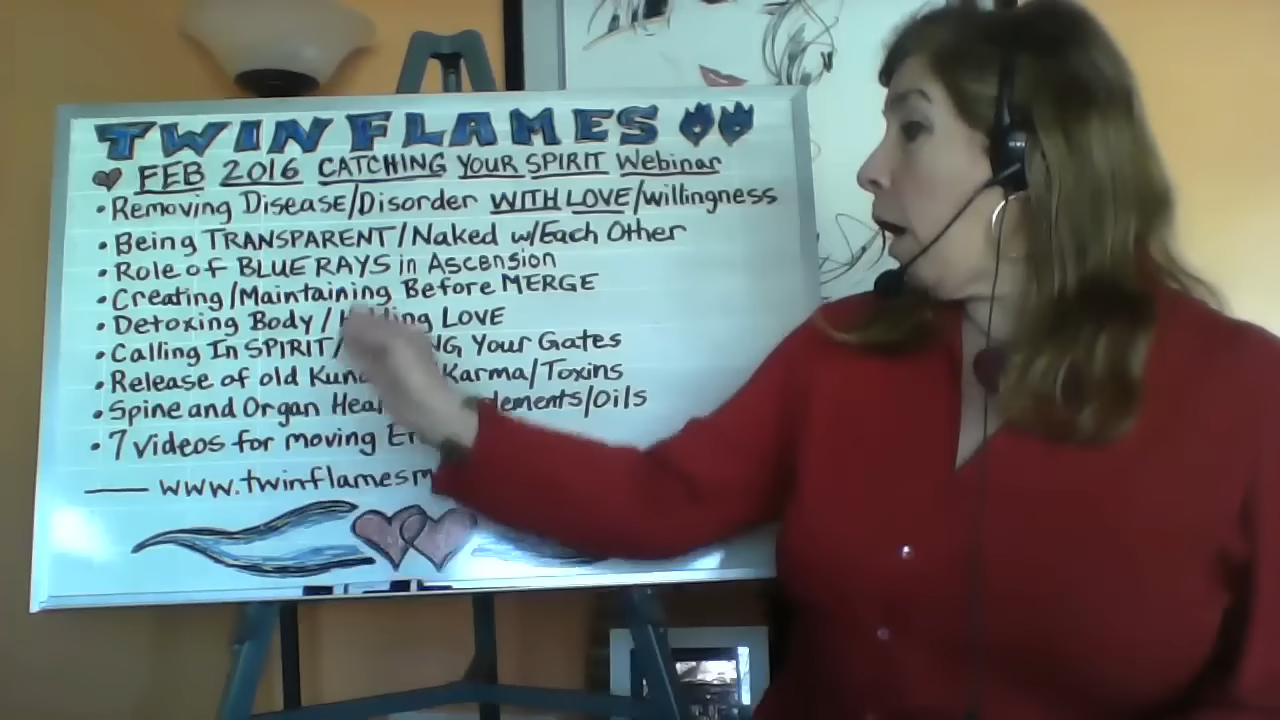 TWIN FLAMES
FEB 2016 CATCHING YOUR SPIRIT Webinar
• Removing Disease/Disorder WITH LOVE/willingness
• Being TRANSPARENT/Naked w/Each Other
• Role of BLUE RAYS in Ascension
• Creating/Maintaining Before MERGE
• Detoxing Body/ LOVE
• Calling In SPIRIT/ Your Gates
• Release of old Karma/Toxins
• Spine and Organ /Oils
• 7 videos for moving
www.twinflamesm